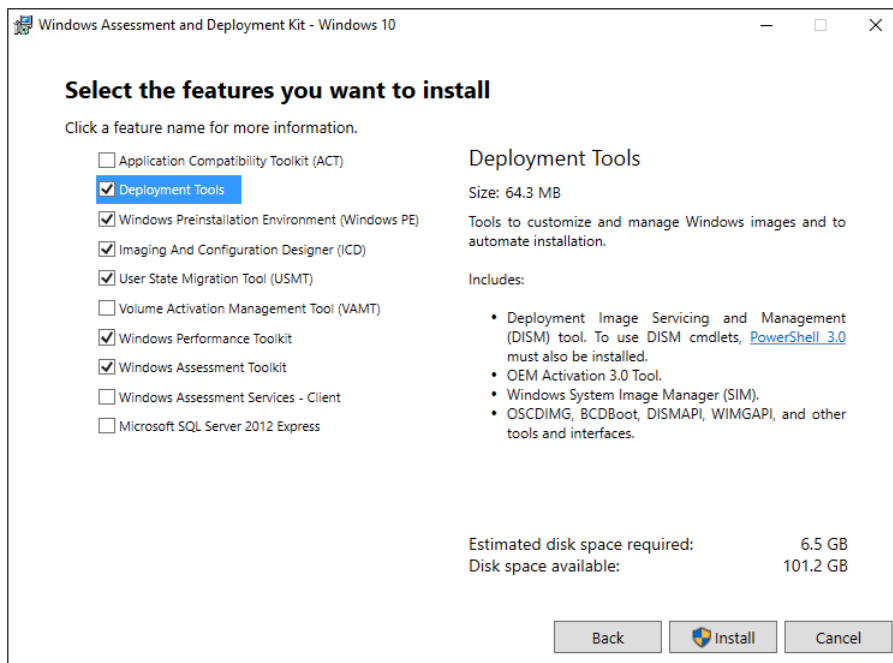 Windows Assessment and Deployment Kit - Windows 10
Select the features you want to install
Click a feature name for more information.
Application Compatibility Toolkit (ACT)
Deployment Tools
Windows Preinstallation Environment (Windows PE)
Imaging And Configuration Designer (ICD)
User State Migration Tool (USMT)
Volume Activation Management Tool (VAMT)
Windows Performance Toolkit
Windows Assessment Toolkit
Windows Assessment Services - Client
Microsoft SQL Server 2012 Express
Deployment Tools
Size: 64.3 MB
Tools to customize and manage Windows images and to
automate installation.
Includes:
• Deployment Image Servicing and Management
(DISM) tool. To use DISM cmdlets, PowerShell 3.0
must also be installed.
• OEM Activation 3.0 Tool.
• Windows System Image Manager (SIM).
• OSCDIMG, BCDBoot, DISMAPI, WIMGAPI, and other
tools and interfaces.
Estimated disk space required: 6.5 GB
Disk space available: 101.2 GB
Back Install Cancel